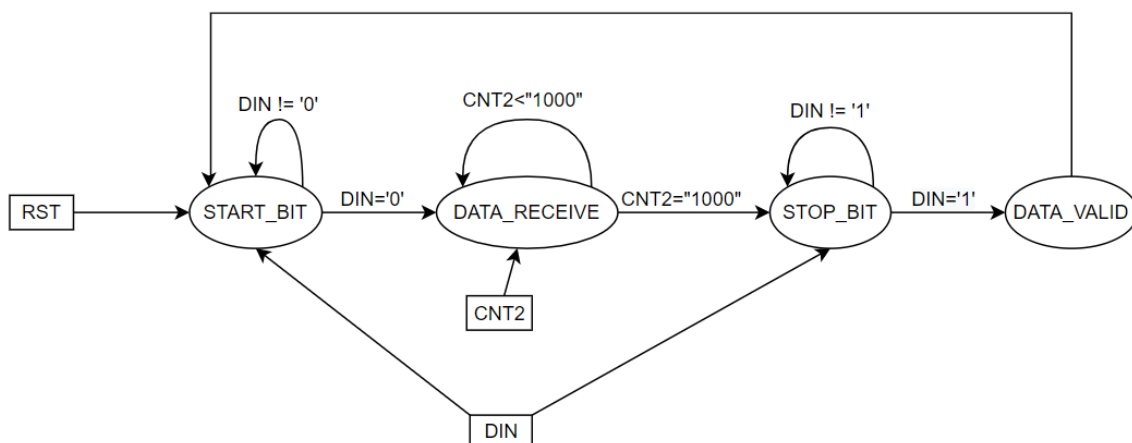 DIN != '0'
CNT2<"1000"
DIN != '1'
RST
START_BIT
DIN='0'
DATA_RECEIVE
CNT2="1000"
STOP_BIT
DIN='1'
DATA_VALID
CNT2
DIN